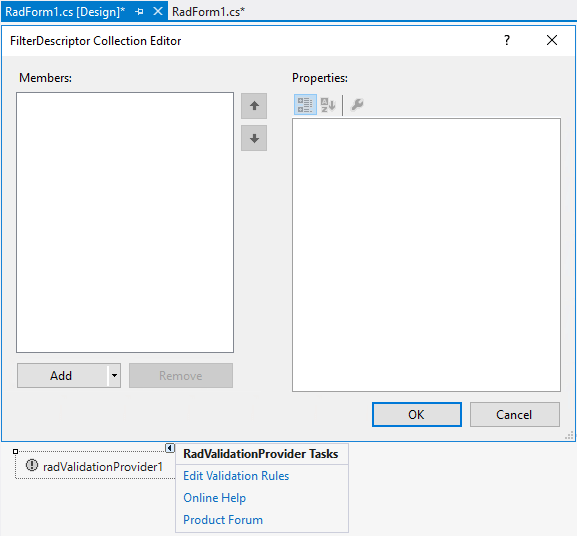 RadForm1.cs [Design]*
RadForm1.cs*
FilterDescriptor Collection Editor
?
Members:
Properties:
Add
Remove
OK
Cancel
radValidationProvider1
RadValidationProvider Tasks
Edit Validation Rules
Online Help
Product Forum